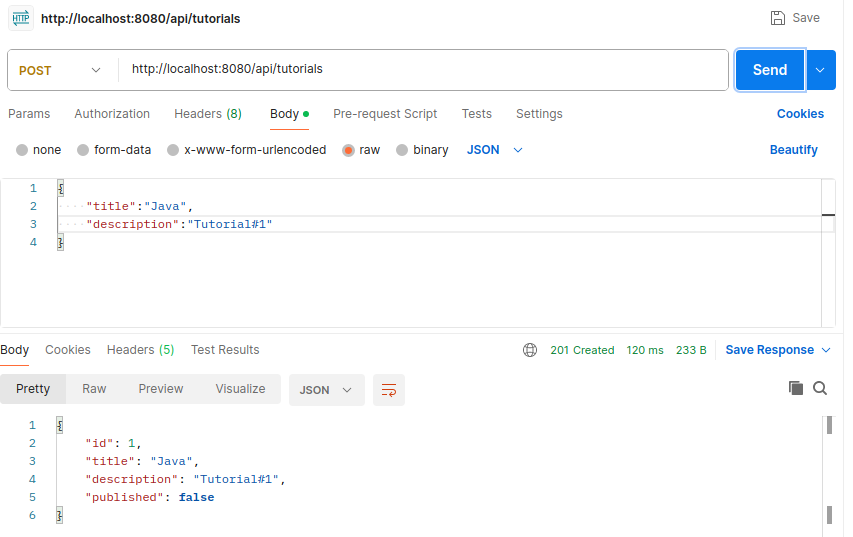 HTTP http://localhost:8080/api/tutorials Save
POST http://localhost:8080/api/tutorials Send
Params Authorization Headers (8) Body Pre-request Script Tests Settings Cookies
none form-data x-www-form-urlencoded raw binary JSON Beautify
1 {
2 "title":"Java",
3 "description":"Tutorial#1"
4 }
Body Cookies Headers (5) Test Results 201 Created 120 ms 233 B Save Response
Pretty Raw Preview Visualize JSON
1 {
2 "id": 1,
3 "title": "Java",
4 "description": "Tutorial#1",
5 "published": false
6 }